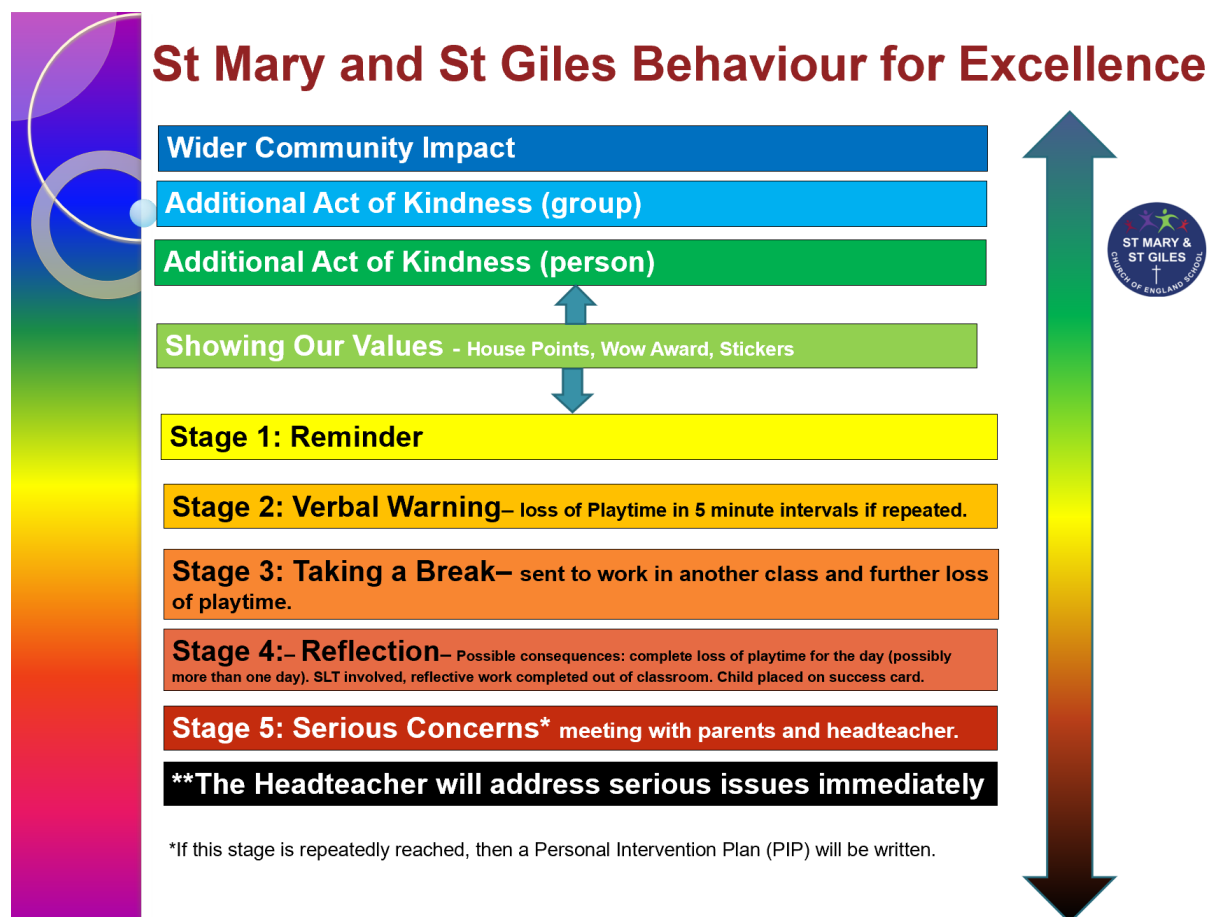 St Mary and St Giles Behaviour for Excellence
Wider Community Impact
Additional Act of Kindness (group)
Additional Act of Kindness (person)
ST MARY &
ST GILES
CHURCH OF ENGLAND SCHOOL
Showing Our Values - House Points, Wow Award, Stickers
Stage 1: Reminder
Stage 2: Verbal Warning– loss of Playtime in 5 minute intervals if repeated.
Stage 3: Taking a Break– sent to work in another class and further loss
of playtime.
Stage 4:– Reflection– Possible consequences: complete loss of playtime for the day (possibly
more than one day). SLT involved, reflective work completed out of classroom. Child placed on success card.
Stage 5: Serious Concerns* meeting with parents and headteacher.
**The Headteacher will address serious issues immediately
*If this stage is repeatedly reached, then a Personal Intervention Plan (PIP) will be written.